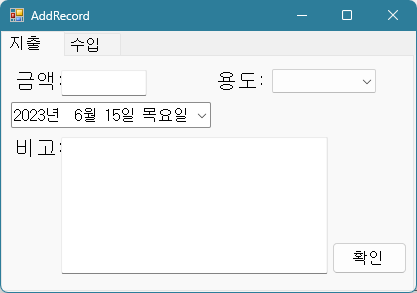 AddRecord
지출 수입
금액: 용도:
2023년 6월 15일 목요일
비고:
확인